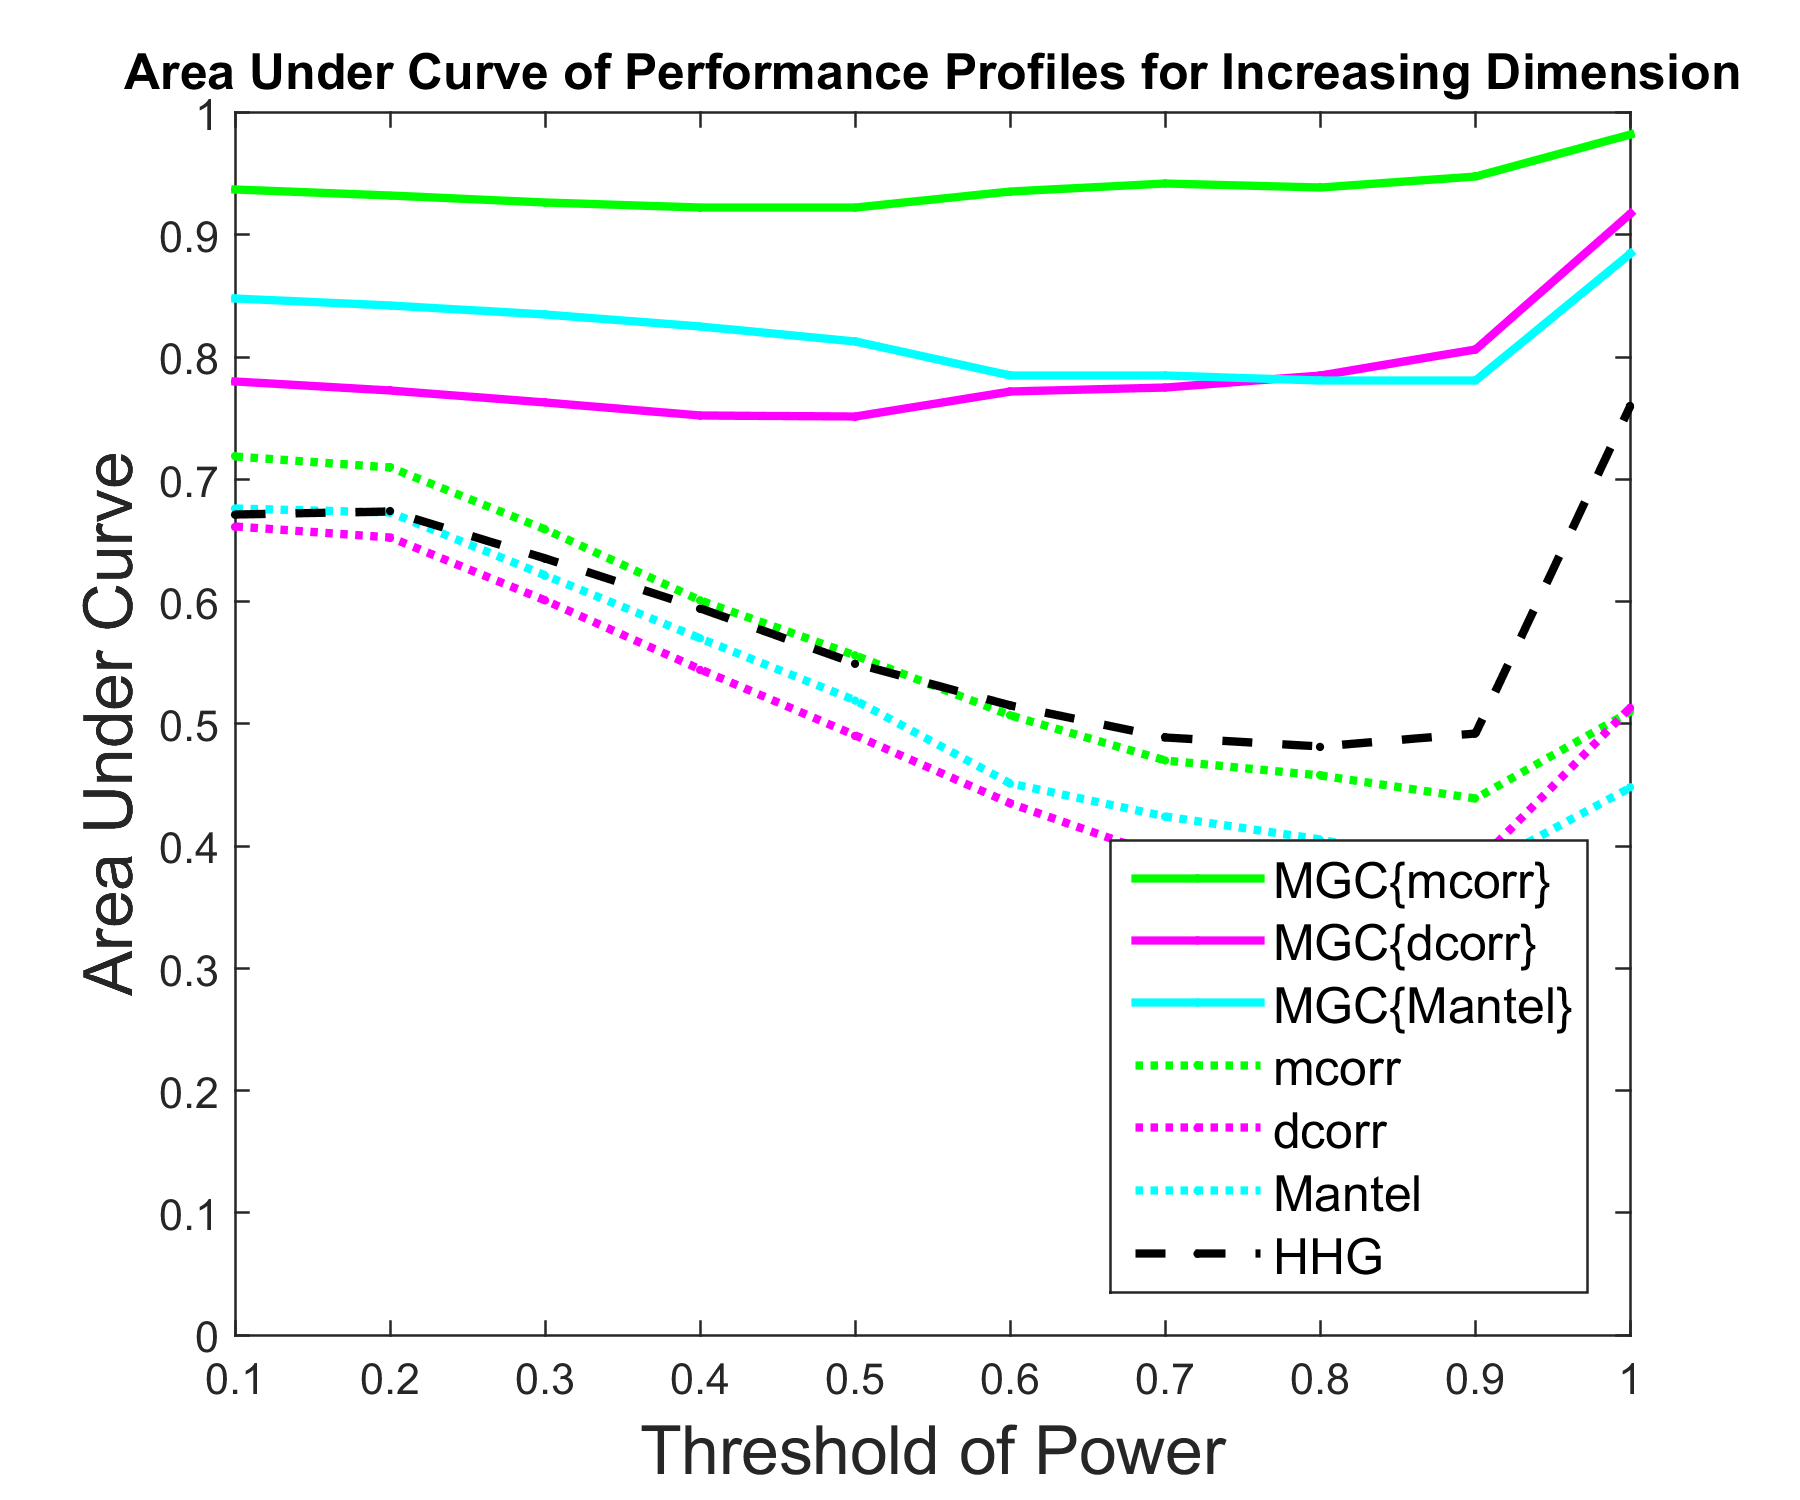 Area Under Curve of Performance Profiles for Increasing Dimension
1
0.9
0.8
0.7
0.6
0.5
0.4
0.3
0.2
0.1
0
Area Under Curve
MGC{mcorr}
MGC{dcorr}
MGC{Mantel}
mcorr
dcorr
Mantel
HHG
0.1 0.2 0.3 0.4 0.5 0.6 0.7 0.8 0.9 1
Threshold of Power